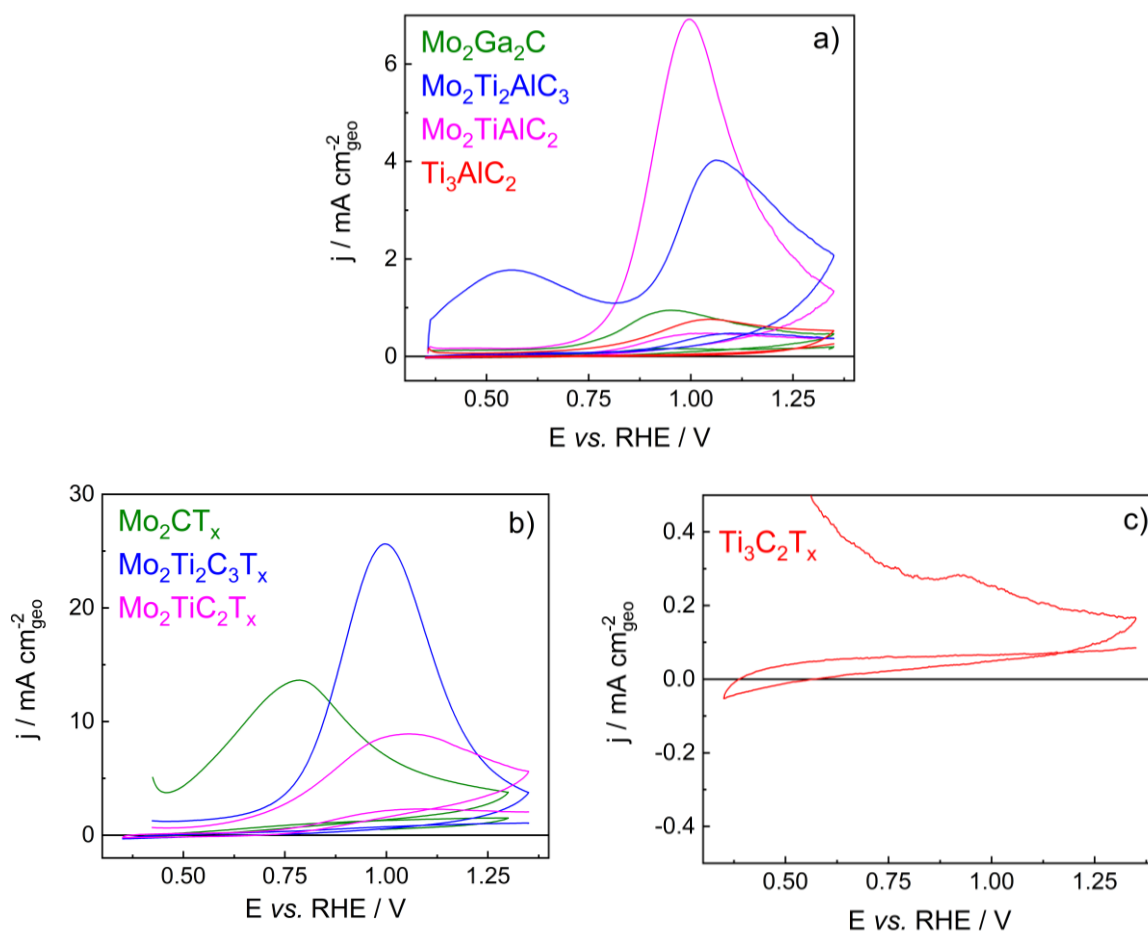 a)
Mo₂Ga₂C
Mo₂Ti₂AlC₃
Mo₂TiAlC₂
Ti₃AlC₂
j / mA cm⁻²geo
6
4
2
0
0.50 0.75 1.00 1.25
E vs. RHE / V
b)
Mo₂CTₓ
Mo₂Ti₂C₃Tₓ
Mo₂TiC₂Tₓ
j / mA cm⁻²geo
30
20
10
0
0.50 0.75 1.00 1.25
E vs. RHE / V
c)
Ti₃C₂Tₓ
j / mA cm⁻²geo
0.4
0.2
0.0
-0.2
-0.4
0.50 0.75 1.00 1.25
E vs. RHE / V